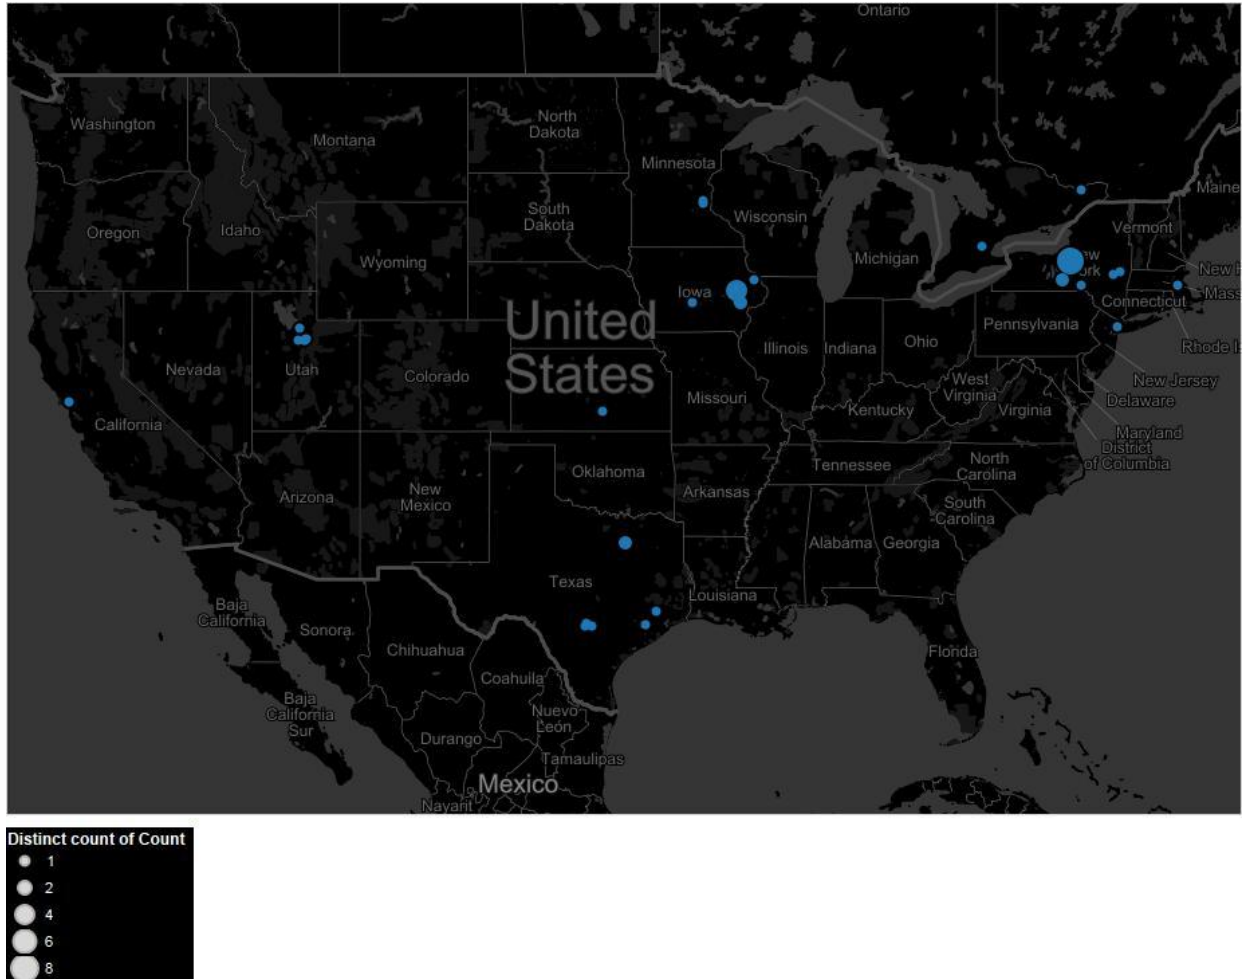 Ontario
Washington
Montana
North
Dakota
Minnesota
Maine
Oregon
Idaho
South
Dakota
Wisconsin
Vermont
Wyoming
Michigan
New
York
New H
Mass
Iowa
Connecticut
United
States
Pennsylvania
Rhode I
Nevada
Utah
Colorado
Illinois
Indiana
Ohio
New Jersey
Delaware
California
Missouri
West
Virginia
Virginia
Kentucky
Maryland
District
of Columbia
Oklahoma
Tennessee
North
Carolina
Arizona
New
Mexico
Arkansas
South
Carolina
Alabama
Georgia
Texas
Louisiana
Baja
California
Sonora
Chihuahua
Florida
Coahuila
Baja
California
Sur
Nuevo
León
Durango
Tamaulipas
Mexico
Nayarit
Distinct count of Count
1
2
4
6
8